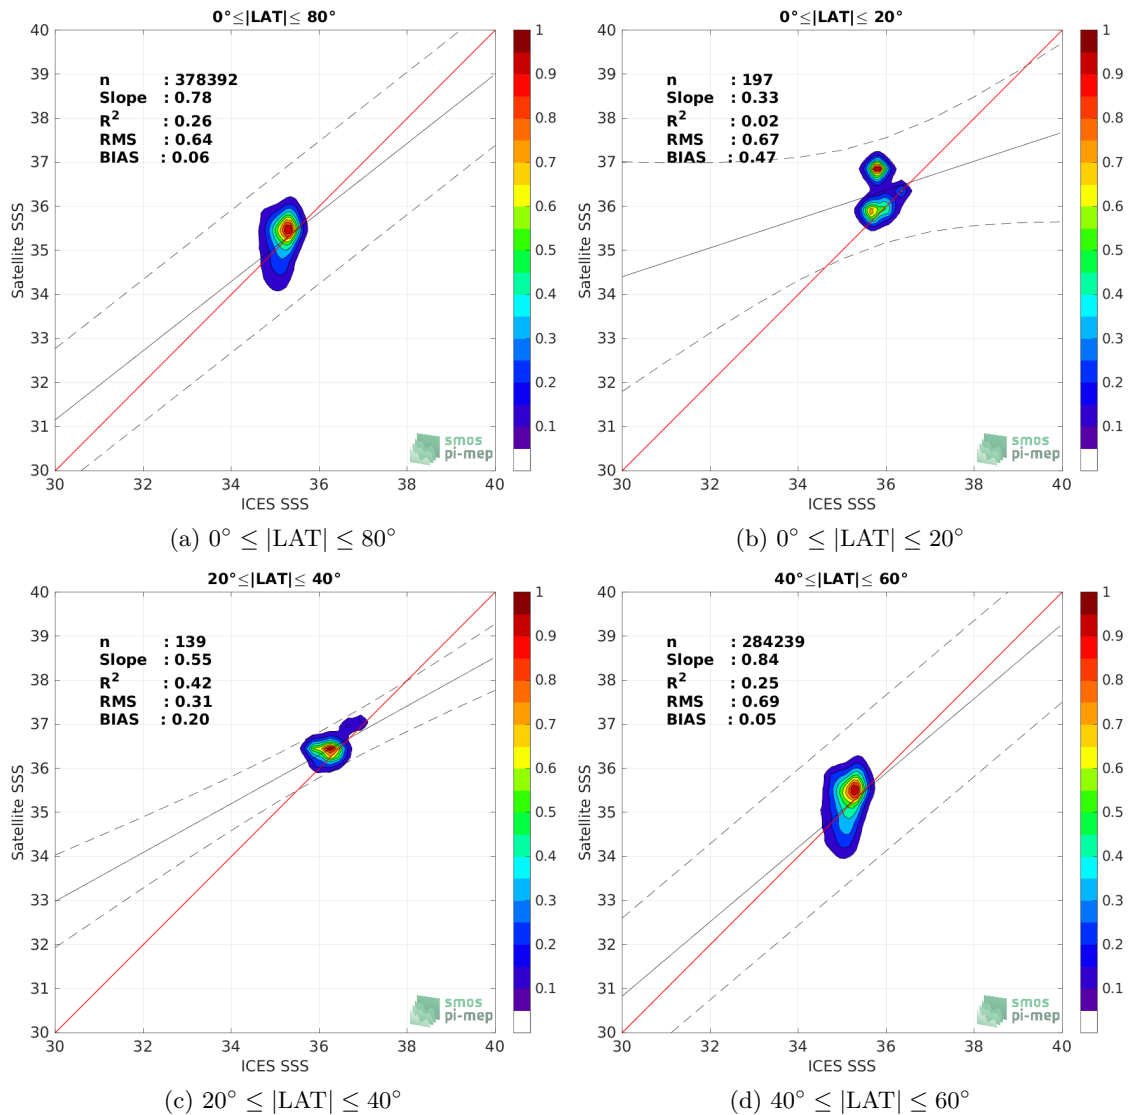 0°≤|LAT|≤ 80°
n : 378392
Slope : 0.78
R² : 0.26
RMS : 0.64
BIAS : 0.06
Satellite SSS
40
39
38
37
36
35
34
33
32
31
30
30 32 34 36 38 40
ICES SSS
1
0.9
0.8
0.7
0.6
0.5
0.4
0.3
0.2
0.1
smos
pi-mep
(a) 0° ≤ |LAT| ≤ 80°
0°≤|LAT|≤ 20°
n : 197
Slope : 0.33
R² : 0.02
RMS : 0.67
BIAS : 0.47
Satellite SSS
40
39
38
37
36
35
34
33
32
31
30
30 32 34 36 38 40
ICES SSS
1
0.9
0.8
0.7
0.6
0.5
0.4
0.3
0.2
0.1
smos
pi-mep
(b) 0° ≤ |LAT| ≤ 20°
20°≤|LAT|≤ 40°
n : 139
Slope : 0.55
R² : 0.42
RMS : 0.31
BIAS : 0.20
Satellite SSS
40
39
38
37
36
35
34
33
32
31
30
30 32 34 36 38 40
ICES SSS
1
0.9
0.8
0.7
0.6
0.5
0.4
0.3
0.2
0.1
smos
pi-mep
(c) 20° ≤ |LAT| ≤ 40°
40°≤|LAT|≤ 60°
n : 284239
Slope : 0.84
R² : 0.25
RMS : 0.69
BIAS : 0.05
Satellite SSS
40
39
38
37
36
35
34
33
32
31
30
30 32 34 36 38 40
ICES SSS
1
0.9
0.8
0.7
0.6
0.5
0.4
0.3
0.2
0.1
smos
pi-mep
(d) 40° ≤ |LAT| ≤ 60°